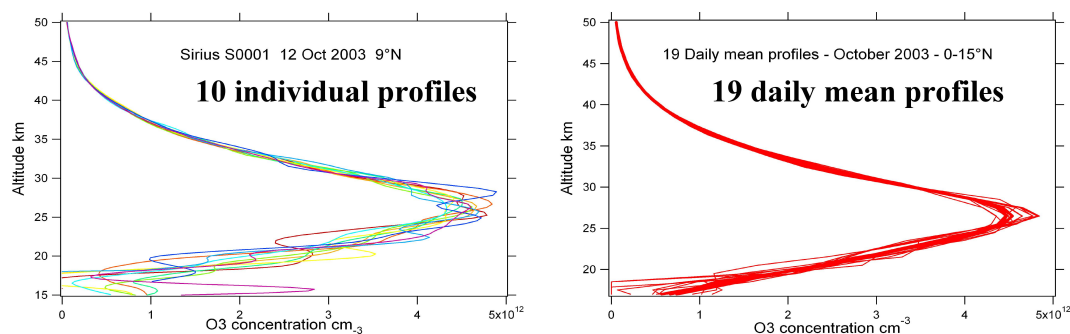 50
45
40
35
30
25
20
15
Altitude km
Sirius S0001 12 Oct 2003 9°N
10 individual profiles
0
1
2
3
4
5x10¹²
O3 concentration cm₋₃
50
40
30
20
Altitude km
19 Daily mean profiles - October 2003 - 0-15°N
19 daily mean profiles
0
1
2
3
4
5x10¹²
O3 concentration cm₋₃